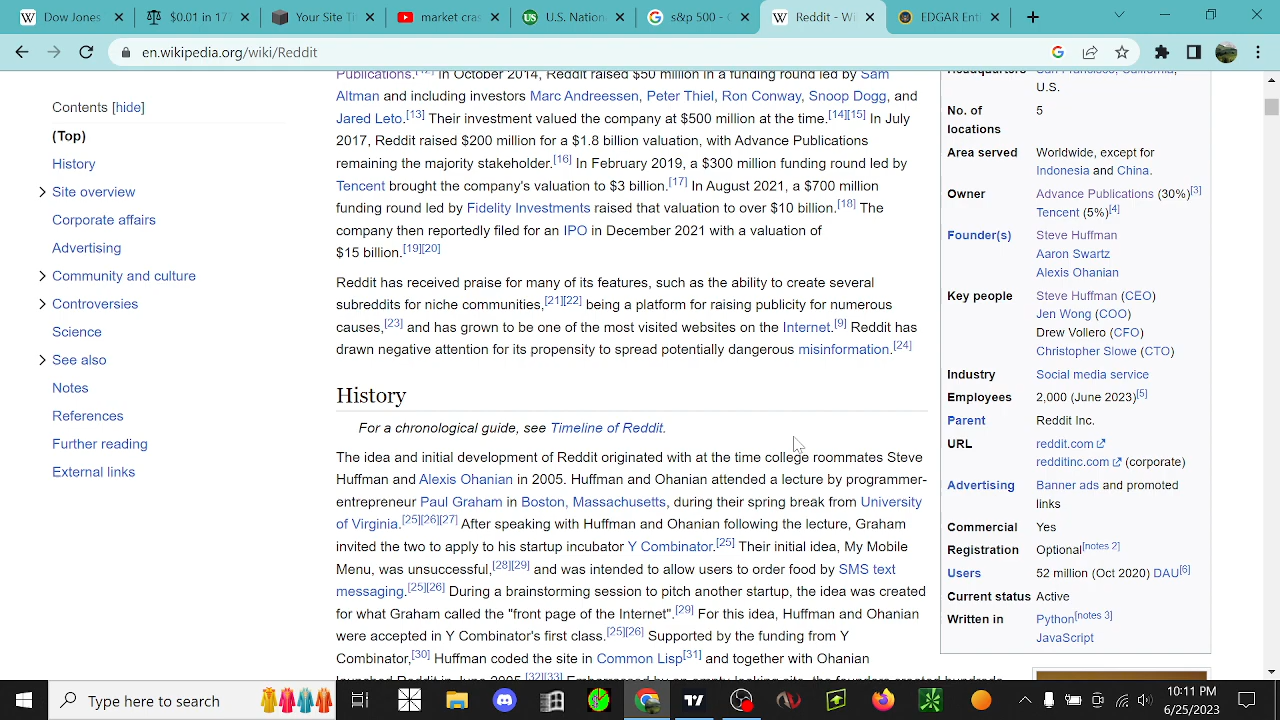 Dow Jones
$0.01 in 177
Your Site Th
market cras
U.S. Nation
s&p 500 - G
Reddit - Wi
EDGAR Enti
en.wikipedia.org/wiki/Reddit
Contents [hide]
(Top)
History
Site overview
Corporate affairs
Advertising
Community and culture
Controversies
Science
See also
Notes
References
Further reading
External links
Publications. In October 2014, Reddit raised $50 million in a funding round led by Sam
Altman and including investors Marc Andreessen, Peter Thiel, Ron Conway, Snoop Dogg, and
Jared Leto.[13] Their investment valued the company at $500 million at the time.[14][15] In July
2017, Reddit raised $200 million for a $1.8 billion valuation, with Advance Publications
remaining the majority stakeholder.[16] In February 2019, a $300 million funding round led by
Tencent brought the company's valuation to $3 billion.[17] In August 2021, a $700 million
funding round led by Fidelity Investments raised that valuation to over $10 billion.[18] The
company then reportedly filed for an IPO in December 2021 with a valuation of
$15 billion.[19][20]
Reddit has received praise for many of its features, such as the ability to create several
subreddits for niche communities,[21][22] being a platform for raising publicity for numerous
causes,[23] and has grown to be one of the most visited websites on the Internet.[9] Reddit has
drawn negative attention for its propensity to spread potentially dangerous misinformation.[24]
History
For a chronological guide, see Timeline of Reddit.
The idea and initial development of Reddit originated with at the time college roommates Steve
Huffman and Alexis Ohanian in 2005. Huffman and Ohanian attended a lecture by programmer-
entrepreneur Paul Graham in Boston, Massachusetts, during their spring break from University
of Virginia.[25][26][27] After speaking with Huffman and Ohanian following the lecture, Graham
invited the two to apply to his startup incubator Y Combinator.[25] Their initial idea, My Mobile
Menu, was unsuccessful,[28][29] and was intended to allow users to order food by SMS text
messaging.[25][26] During a brainstorming session to pitch another startup, the idea was created
for what Graham called the "front page of the Internet".[29] For this idea, Huffman and Ohanian
were accepted in Y Combinator's first class.[25][26] Supported by the funding from Y
Combinator,[30] Huffman coded the site in Common Lisp[31] and together with Ohanian
launched Reddit in June 2005.[32][33] Embarrassed by an empty-looking site, the founders created hundreds
Headquarters San Francisco, California,
U.S.
No. of locations 5
Area served Worldwide, except for
Indonesia and China.
Owner Advance Publications (30%)[3]
Tencent (5%)[4]
Founder(s) Steve Huffman
Aaron Swartz
Alexis Ohanian
Key people Steve Huffman (CEO)
Jen Wong (COO)
Drew Vollero (CFO)
Christopher Slowe (CTO)
Industry Social media service
Employees 2,000 (June 2023)[5]
Parent Reddit Inc.
URL reddit.com
redditinc.com (corporate)
Advertising Banner ads and promoted
links
Commercial Yes
Registration Optional[notes 2]
Users 52 million (Oct 2020) DAU[6]
Current status Active
Written in Python[notes 3]
JavaScript
Type here to search
10:11 PM
6/25/2023